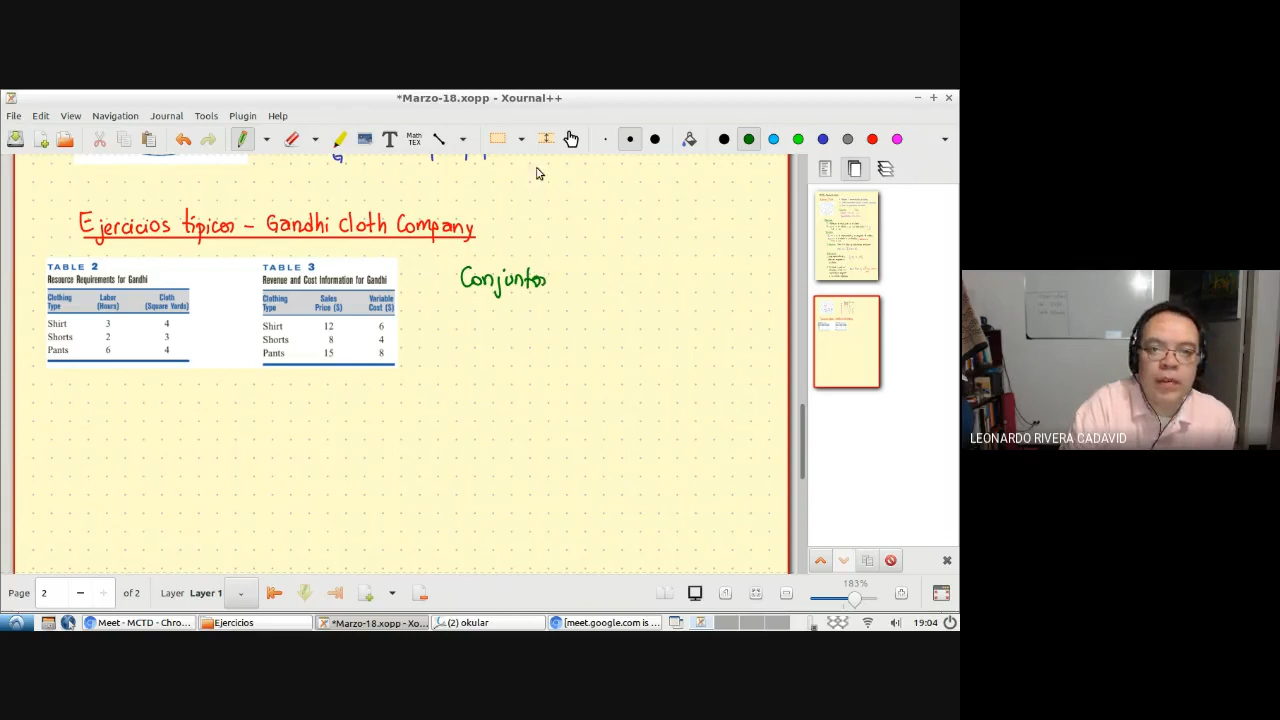 *Marzo-18.xopp - Xournal++
File Edit View Navigation Journal Tools Plugin Help
Math
TEX
Ejercicios típicos - Gandhi Cloth Company
TABLE 2
Resource Requirements for Gandhi
Clothing Type Labor (Hours) Cloth (Square Yards)
Shirt 3 4
Shorts 2 3
Pants 6 4
TABLE 3
Revenue and Cost Information for Gandhi
Clothing Type Sales Price ($) Variable Cost ($)
Shirt 12 6
Shorts 8 4
Pants 15 8
Conjuntos
LEONARDO RIVERA CADAVID
Page 2 of 2 Layer Layer 1 183%
Meet - MCTD - Chro... Ejercicios *Marzo-18.xopp - Xo... (2) okular [meet.google.com is ... 19:04